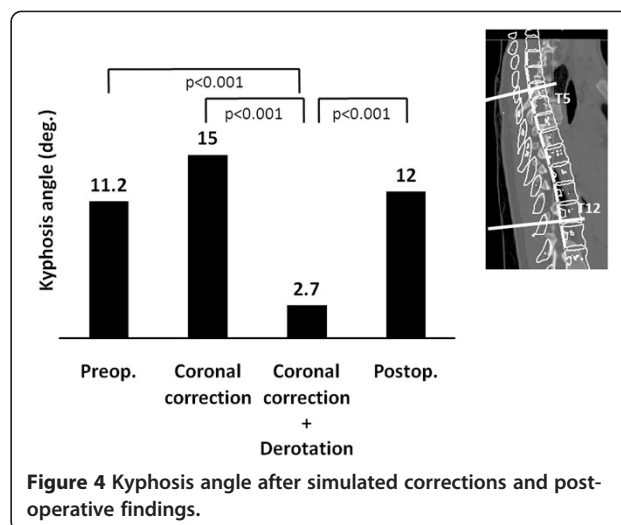 p<0.001
p<0.001
p<0.001
Kyphosis angle (deg.)
11.2
15
2.7
12
Preop.
Coronal
correction
Coronal
correction
+
Derotation
Postop.
T5
T12
Figure 4 Kyphosis angle after simulated corrections and post-
operative findings.